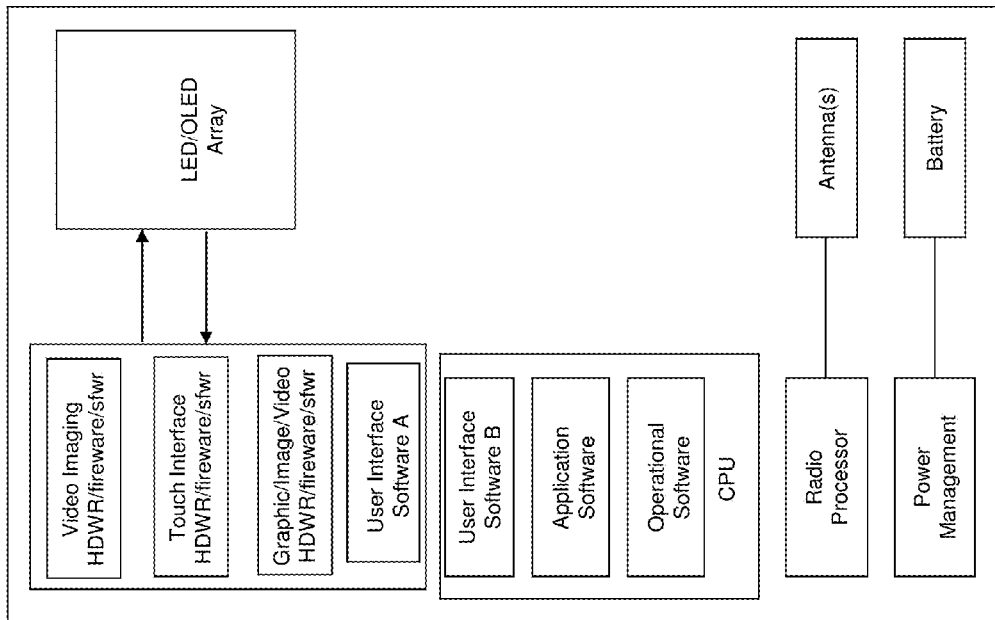 Video Imaging
HDWR/fireware/sfwr
Touch Interface
HDWR/fireware/sfwr
Graphic/Image/Video
HDWR/fireware/sfwr
User Interface
Software A
LED/OLED
Array
User Interface
Software B
Application
Software
Operational
Software
CPU
Radio
Processor
Antenna(s)
Power
Management
Battery